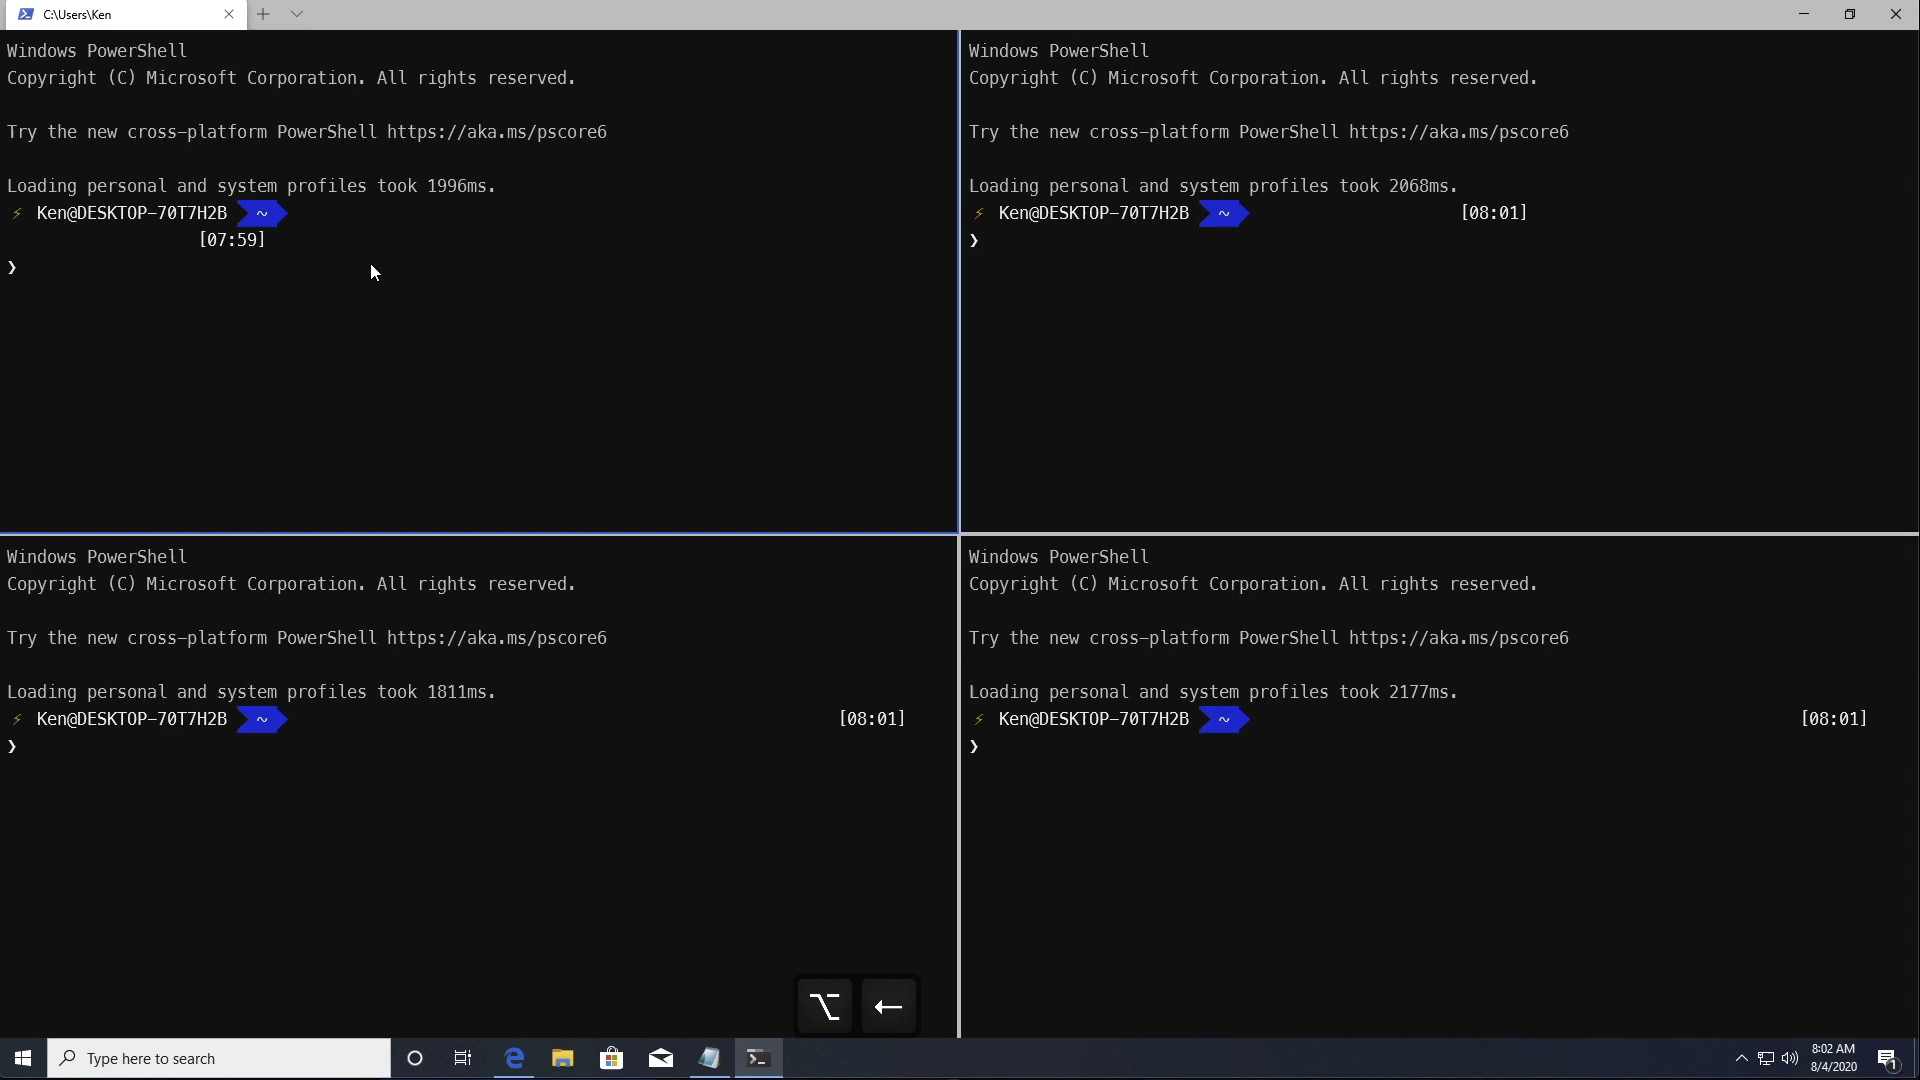 C:\Users\Ken
Windows PowerShell
Copyright (C) Microsoft Corporation. All rights reserved.
Try the new cross-platform PowerShell https://aka.ms/pscore6
Loading personal and system profiles took 1996ms.
⚡ Ken@DESKTOP-70T7H2B ~
[07:59]
❯
Windows PowerShell
Copyright (C) Microsoft Corporation. All rights reserved.
Try the new cross-platform PowerShell https://aka.ms/pscore6
Loading personal and system profiles took 2068ms.
⚡ Ken@DESKTOP-70T7H2B ~ [08:01]
❯
Windows PowerShell
Copyright (C) Microsoft Corporation. All rights reserved.
Try the new cross-platform PowerShell https://aka.ms/pscore6
Loading personal and system profiles took 1811ms.
⚡ Ken@DESKTOP-70T7H2B ~ [08:01]
❯
Windows PowerShell
Copyright (C) Microsoft Corporation. All rights reserved.
Try the new cross-platform PowerShell https://aka.ms/pscore6
Loading personal and system profiles took 2177ms.
⚡ Ken@DESKTOP-70T7H2B ~ [08:01]
❯
⌥ ←
Type here to search
8:02 AM
8/4/2020
1